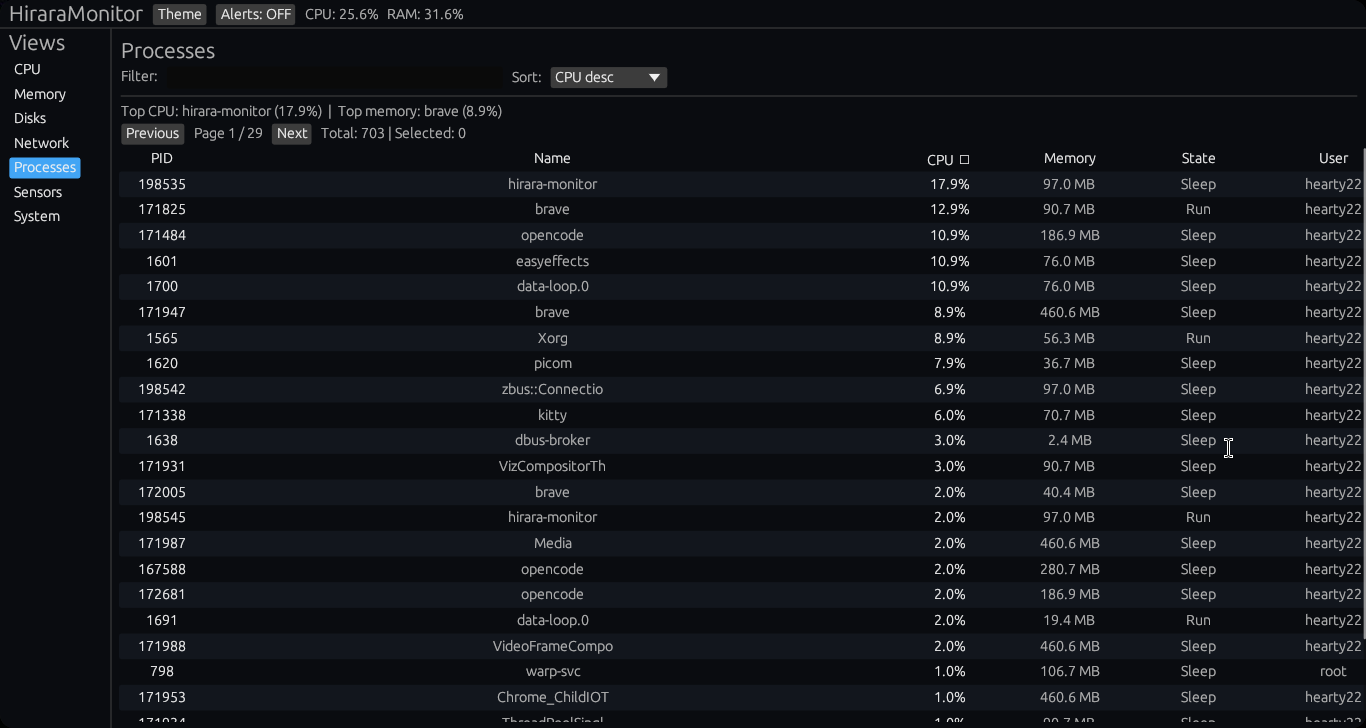 HiraraMonitor Theme Alerts: OFF CPU: 25.6% RAM: 31.6%
Views
CPU
Memory
Disks
Network
Processes
Sensors
System
Processes
Filter: Sort: CPU desc
Top CPU: hirara-monitor (17.9%) | Top memory: brave (8.9%)
Previous Page 1 / 29 Next Total: 703 | Selected: 0
PID Name CPU Memory State User
198535 hirara-monitor 17.9% 97.0 MB Sleep hearty22
171825 brave 12.9% 90.7 MB Run hearty22
171484 opencode 10.9% 186.9 MB Sleep hearty22
1601 easyeffects 10.9% 76.0 MB Sleep hearty22
1700 data-loop.0 10.9% 76.0 MB Sleep hearty22
171947 brave 8.9% 460.6 MB Sleep hearty22
1565 Xorg 8.9% 56.3 MB Run hearty22
1620 picom 7.9% 36.7 MB Sleep hearty22
198542 zbus::Connectio 6.9% 97.0 MB Sleep hearty22
171338 kitty 6.0% 70.7 MB Sleep hearty22
1638 dbus-broker 3.0% 2.4 MB Sleep hearty22
171931 VizCompositorTh 3.0% 90.7 MB Sleep hearty22
172005 brave 2.0% 40.4 MB Sleep hearty22
198545 hirara-monitor 2.0% 97.0 MB Run hearty22
171987 Media 2.0% 460.6 MB Sleep hearty22
167588 opencode 2.0% 280.7 MB Sleep hearty22
172681 opencode 2.0% 186.9 MB Sleep hearty22
1691 data-loop.0 2.0% 19.4 MB Run hearty22
171988 VideoFrameCompo 2.0% 460.6 MB Sleep hearty22
798 warp-svc 1.0% 106.7 MB Sleep root
171953 Chrome_ChildIOT 1.0% 460.6 MB Sleep hearty22